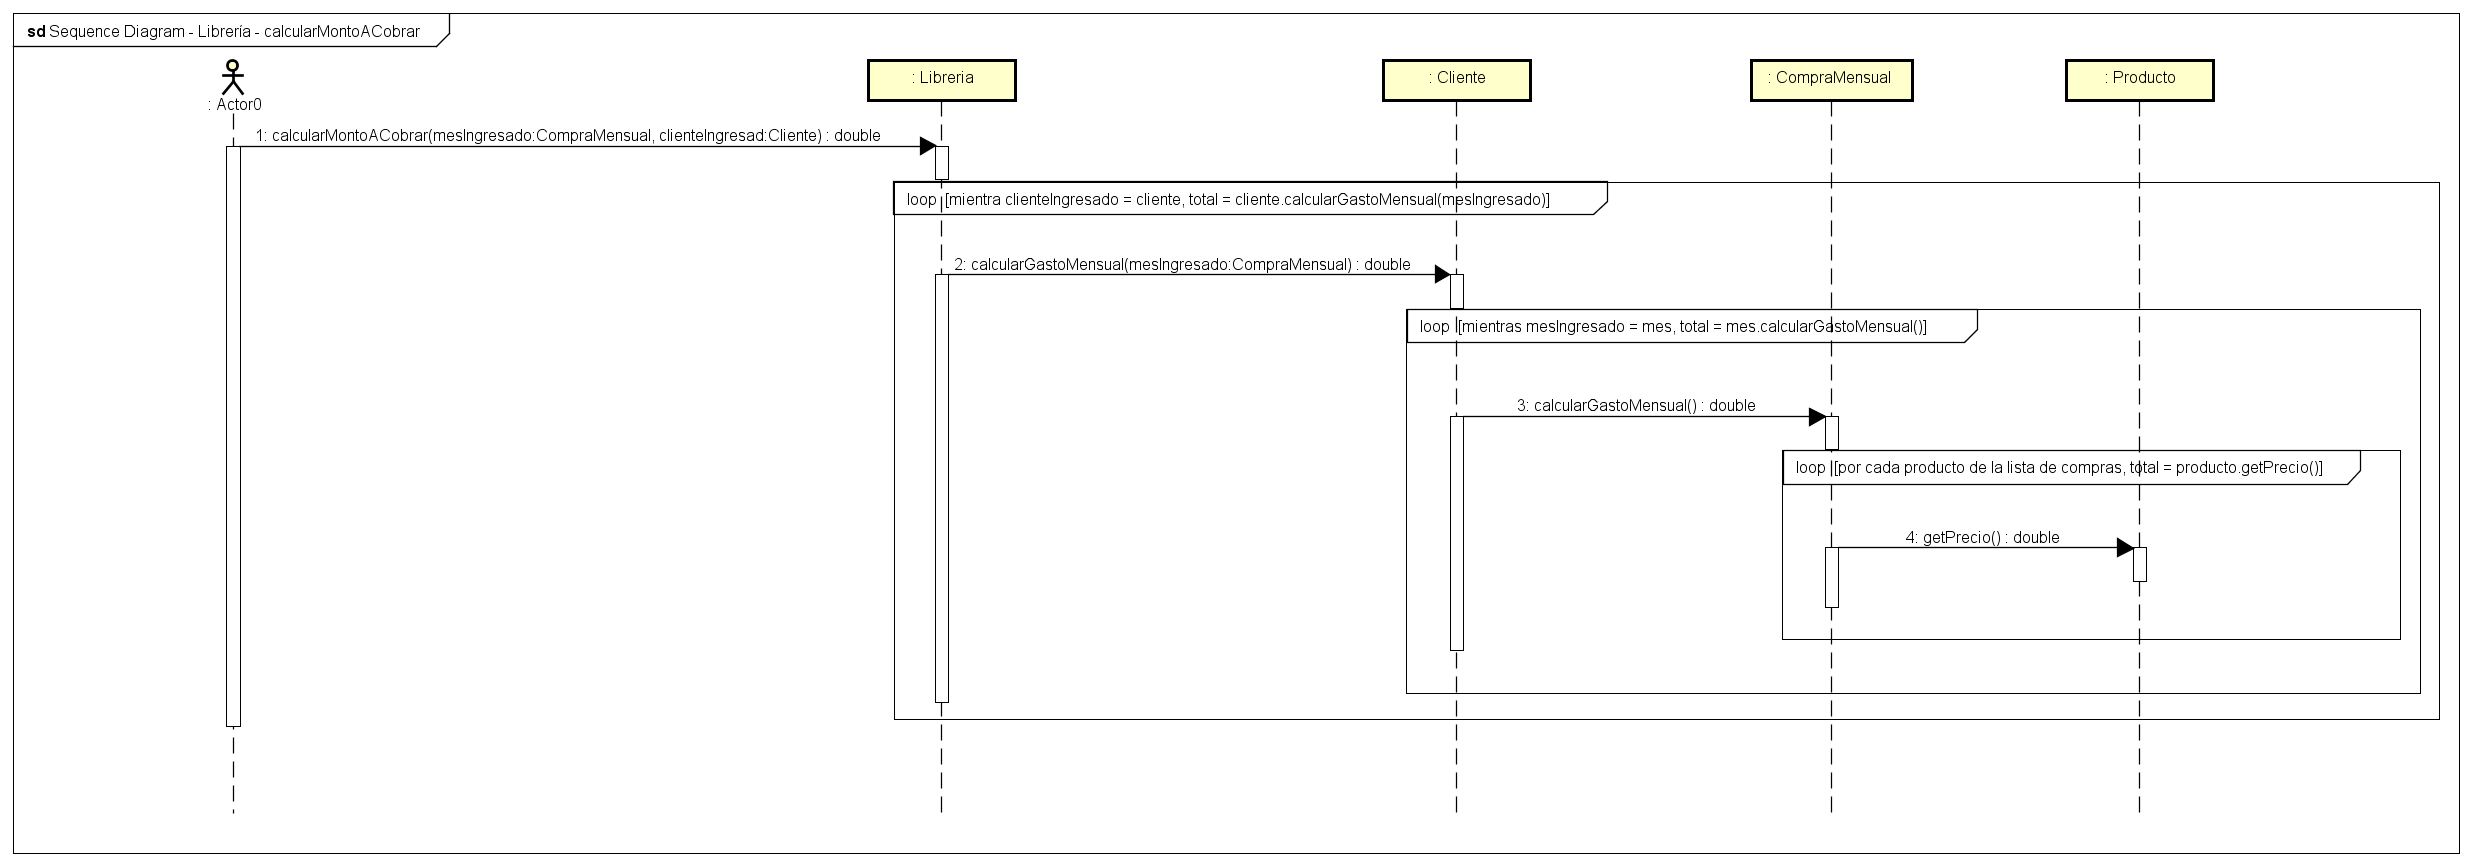 sd Sequence Diagram - Librería - calcularMontoACobrar
: Actor0
: Libreria
: Cliente
: CompraMensual
: Producto
1: calcularMontoACobrar(mesIngresado:CompraMensual, clienteIngresad:Cliente) : double
loop [mientra clienteIngresado = cliente, total = cliente.calcularGastoMensual(mesIngresado)]
2: calcularGastoMensual(mesIngresado:CompraMensual) : double
loop [mientras mesIngresado = mes, total = mes.calcularGastoMensual()]
3: calcularGastoMensual() : double
loop [por cada producto de la lista de compras, total = producto.getPrecio()]
4: getPrecio() : double